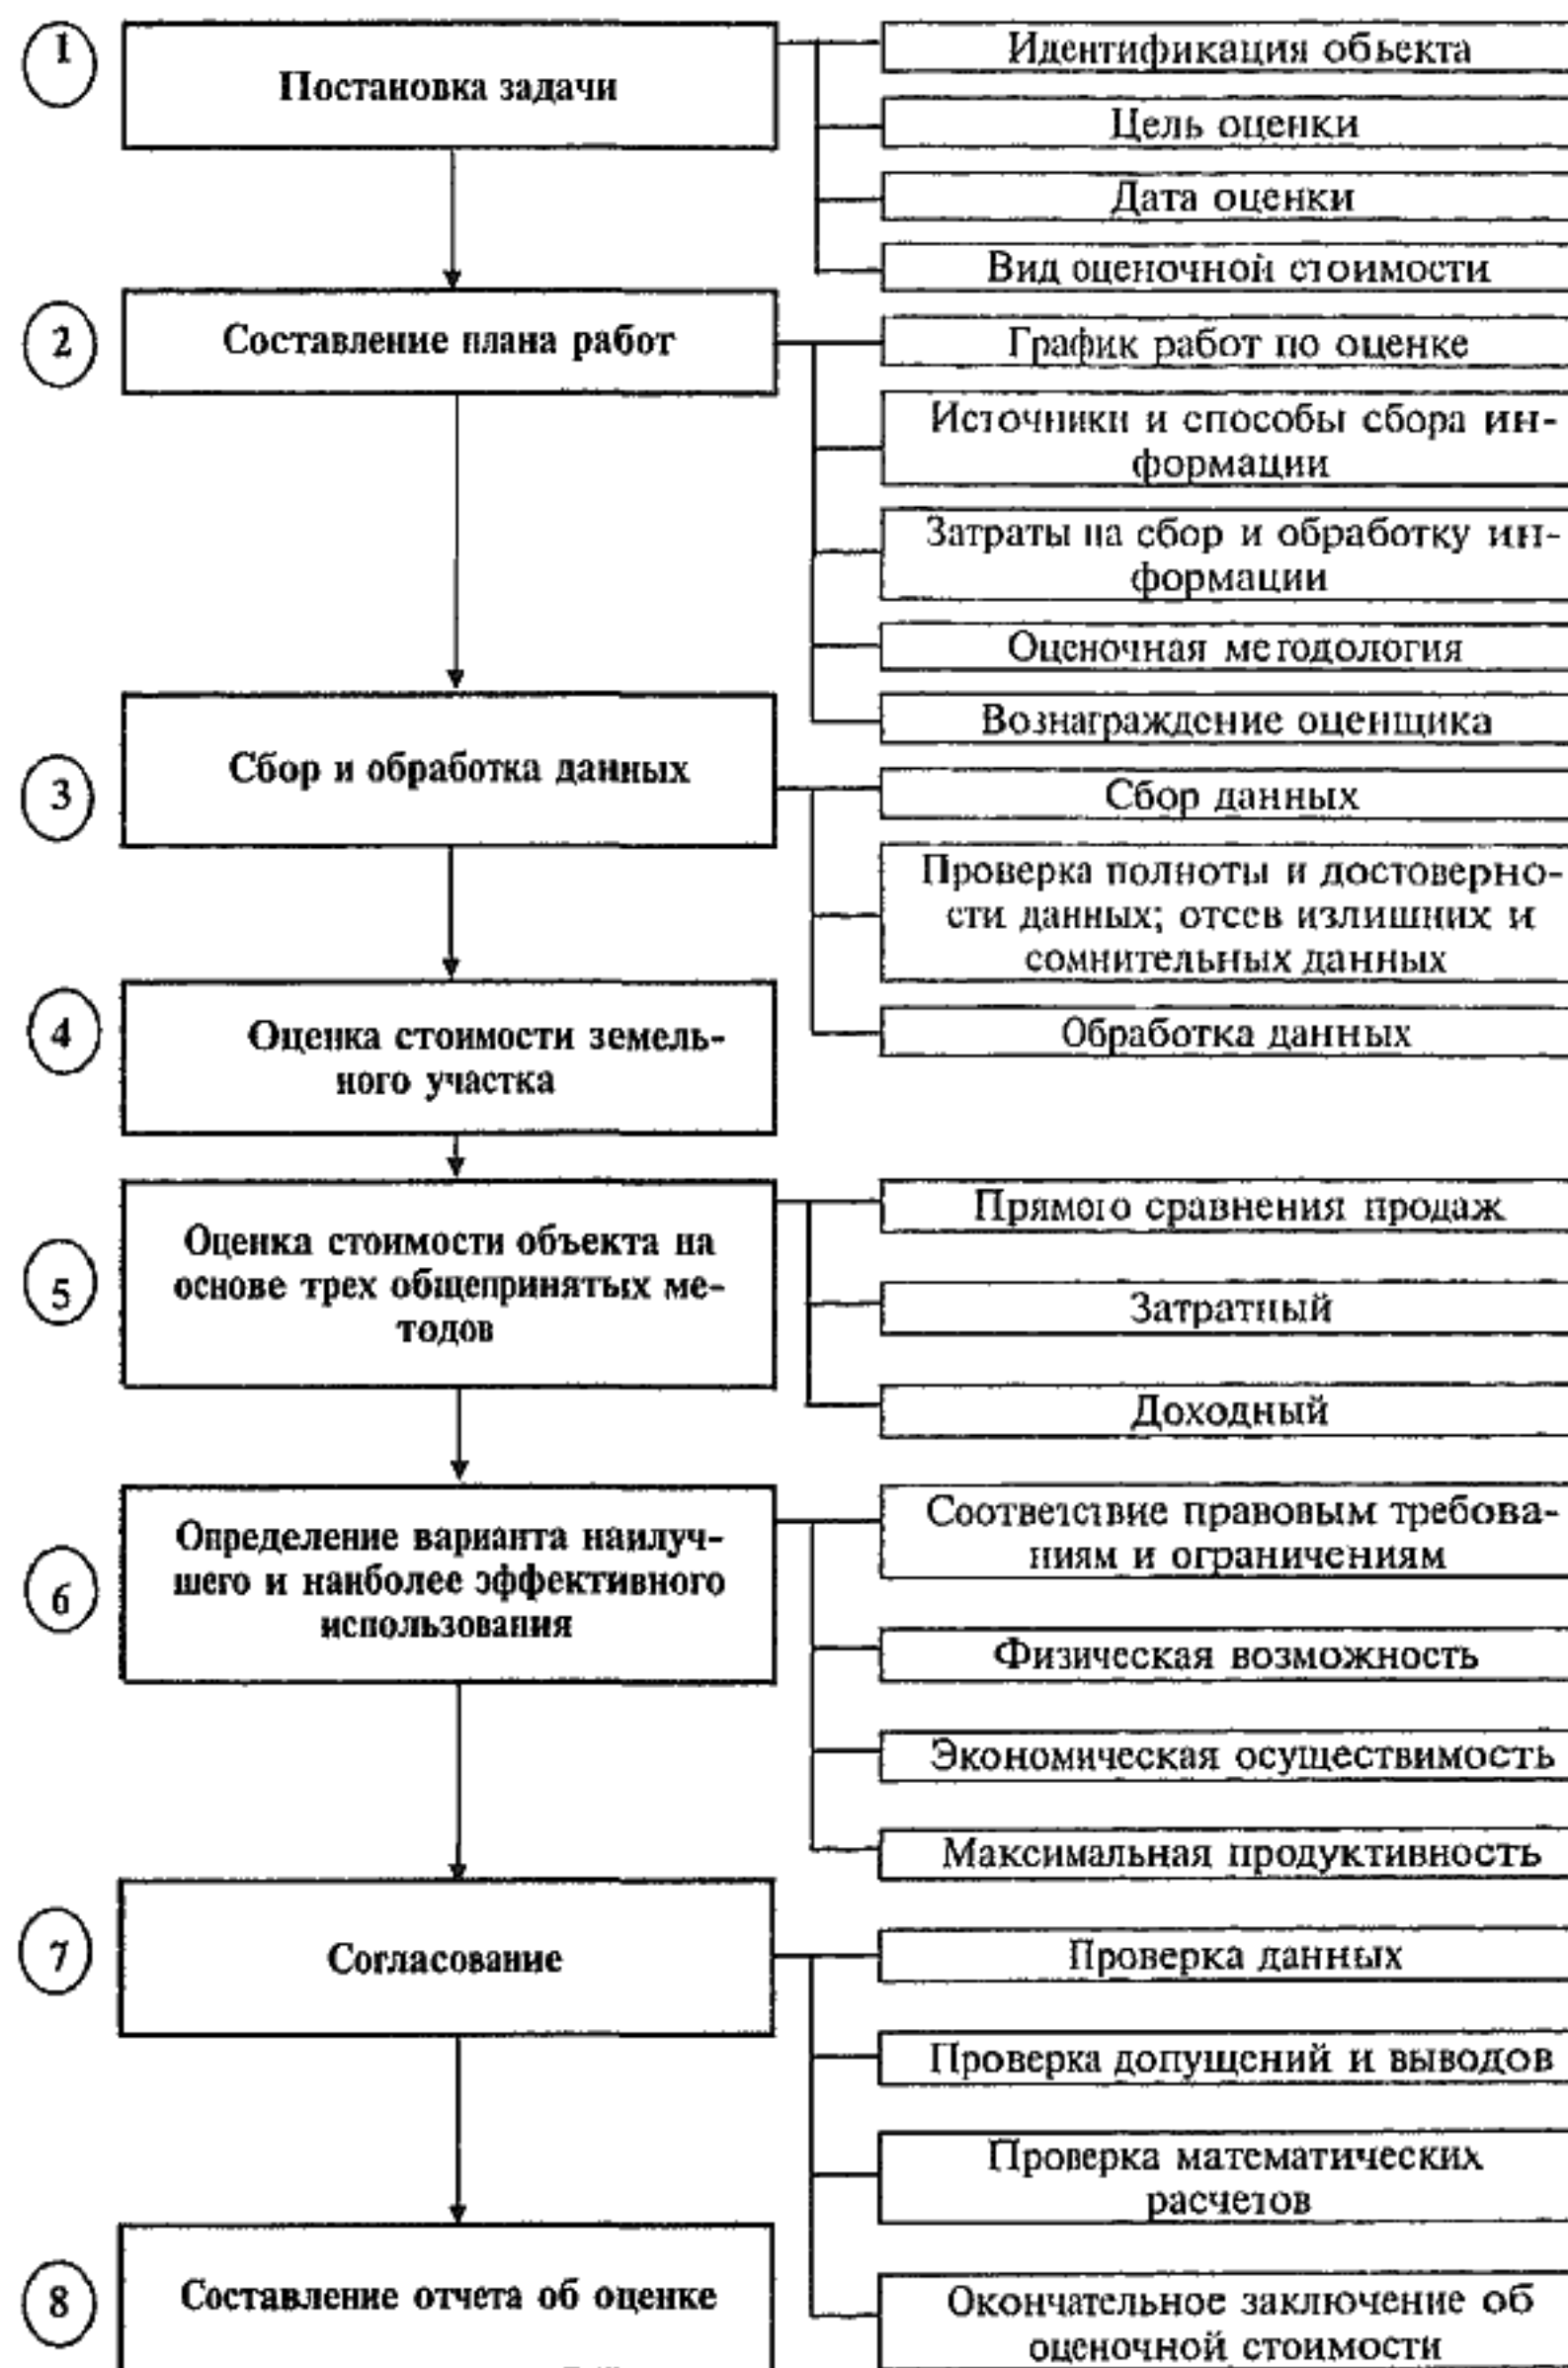 1
Постановка задачи
Идентификация объекта
Цель оценки
Дата оценки
Вид оценочной стоимости
2
Составление плана работ
График работ по оценке
Источники и способы сбора ин-
формации
Затраты на сбор и обработку ин-
формации
Оценочная методология
Вознаграждение оценщика
3
Сбор и обработка данных
Сбор данных
Проверка полноты и достоверно-
сти данных; отсев излишних и
сомнительных данных
Обработка данных
4
Оценка стоимости земель-
ного участка
5
Оценка стоимости объекта на
основе трех общепринятых ме-
тодов
Прямого сравнения продаж
Затратный
Доходный
6
Определение варианта наилуч-
шего и наиболее эффективного
использования
Соответствие правовым требова-
ниям и ограничениям
Физическая возможность
Экономическая осуществимость
Максимальная продуктивность
7
Согласование
Проверка данных
Проверка допущений и выводов
Проверка математических
расчетов
Окончательное заключение об
оценочной стоимости
8
Составление отчета об оценке